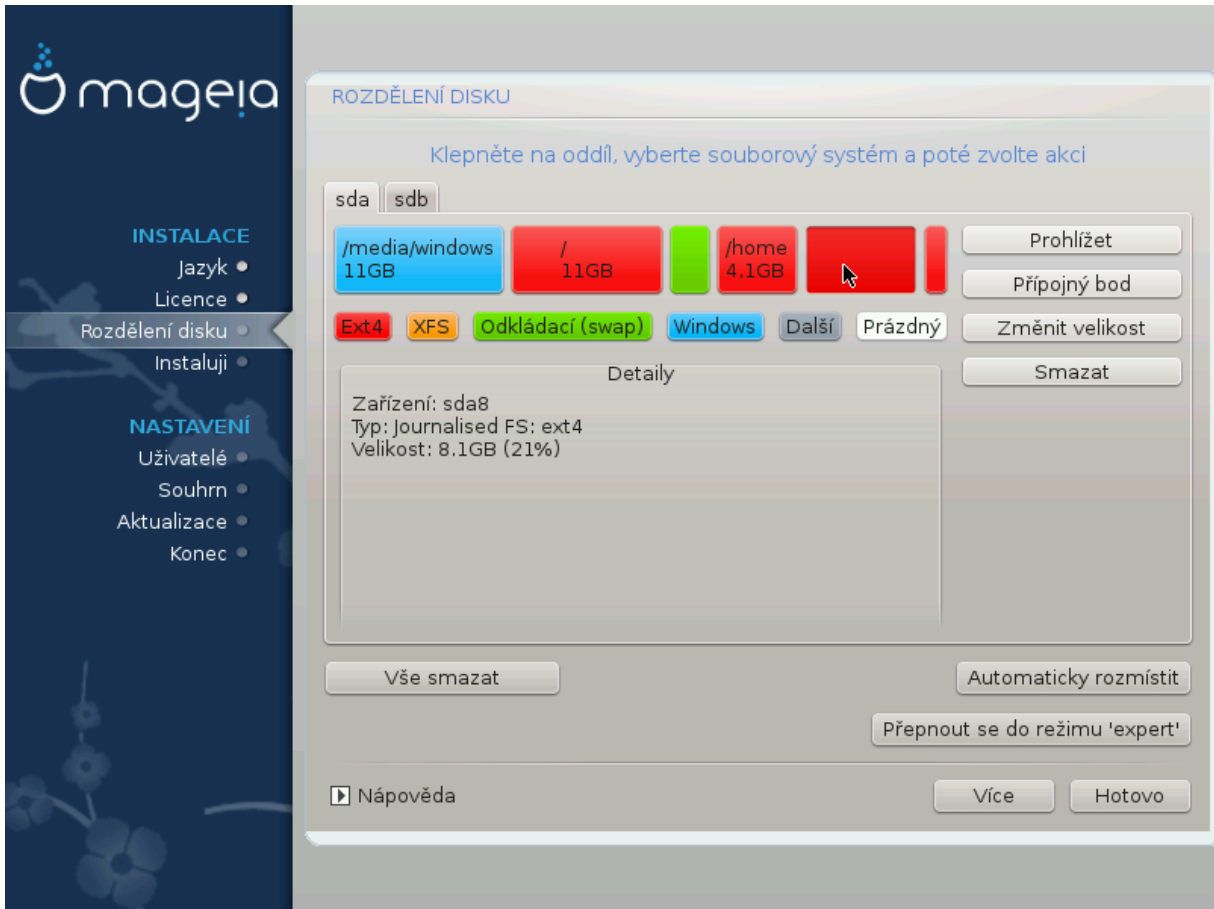 mageia
INSTALACE
Jazyk
Licence
Rozdělení disku
Instaluji
NASTAVENÍ
Uživatelé
Souhrn
Aktualizace
Konec
ROZDĚLENÍ DISKU
Klepněte na oddíl, vyberte souborový systém a poté zvolte akci
sda sdb
/media/windows
11GB
/
11GB
/home
4.1GB
Ext4 XFS Odkládací (swap) Windows Další Prázdný
Prohlížet
Přípojný bod
Změnit velikost
Smazat
Detaily
Zařízení: sda8
Typ: Journalised FS: ext4
Velikost: 8.1GB (21%)
Vše smazat
Automaticky rozmístit
Přepnout se do režimu 'expert'
Nápověda
Více
Hotovo